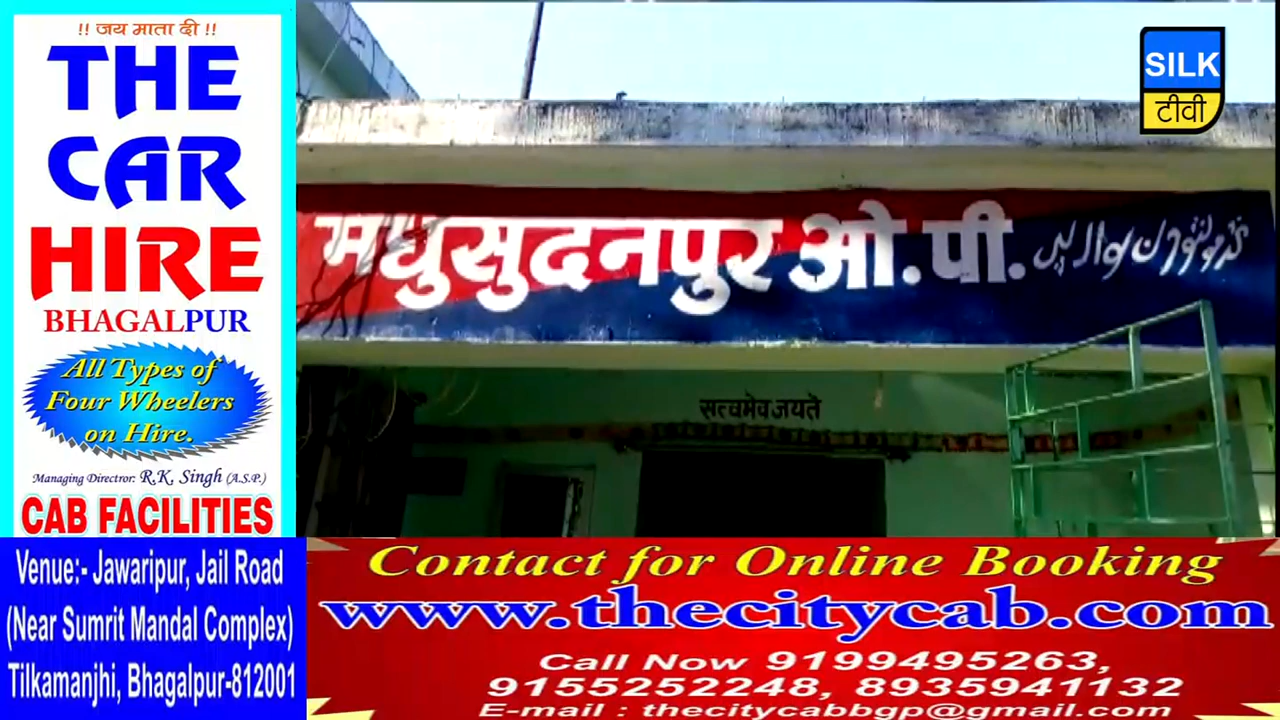 !! जय माता दी !!
THE
CAR
HIRE
BHAGALPUR
All Types of
Four Wheelers
on Hire.
Managing Directror: R.K. Singh (A.S.P.)
CAB FACILITIES
Venue:- Jawaripur, Jail Road
(Near Sumrit Mandal Complex)
Tilkamanjhi, Bhagalpur-812001
SILK
टीवी
मधुसुदनपुर ओ.पी.
सत्यमेव जयते
Contact for Online Booking
www.thecitycab.com
Call Now 9199495263,
9155252248, 8935941132
E-mail : thecitycabbgp@gmail.com